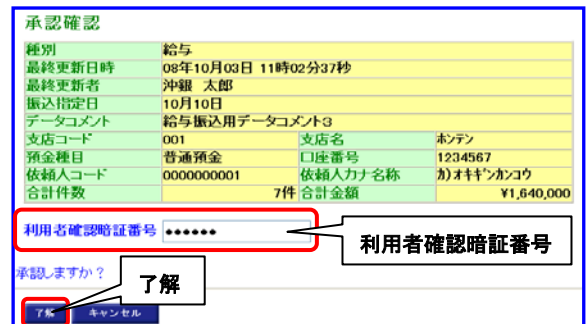 承認確認
種別 給与
最終更新日時 08年10月03日 11時02分37秒
最終更新者 沖銀 太郎
振込指定日 10月10日
データコメント 給与振込用データコメント3
支店コード 001 支店名 ホンテン
預金種目 普通預金 口座番号 1234567
依頼人コード 0000000001 依頼人カナ名称 カ)オキギンカンコウ
合計件数 7件 合計金額 ¥1,640,000
利用者確認暗証番号 ●●●●●●
利用者確認暗証番号
承認しますか？
了解
了解 キャンセル